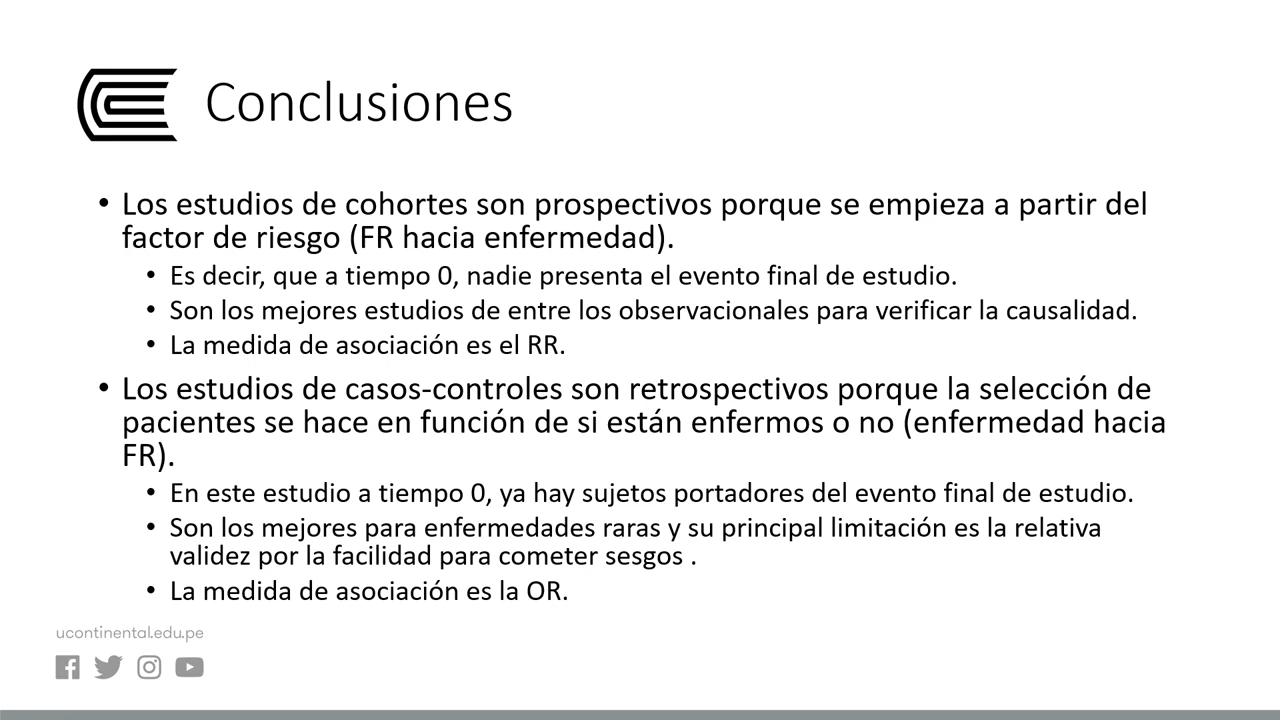 Conclusiones
• Los estudios de cohortes son prospectivos porque se empieza a partir del
factor de riesgo (FR hacia enfermedad).
• Es decir, que a tiempo 0, nadie presenta el evento final de estudio.
• Son los mejores estudios de entre los observacionales para verificar la causalidad.
• La medida de asociación es el RR.
• Los estudios de casos-controles son retrospectivos porque la selección de
pacientes se hace en función de si están enfermos o no (enfermedad hacia
FR).
• En este estudio a tiempo 0, ya hay sujetos portadores del evento final de estudio.
• Son los mejores para enfermedades raras y su principal limitación es la relativa
validez por la facilidad para cometer sesgos .
• La medida de asociación es la OR.
ucontinental.edu.pe